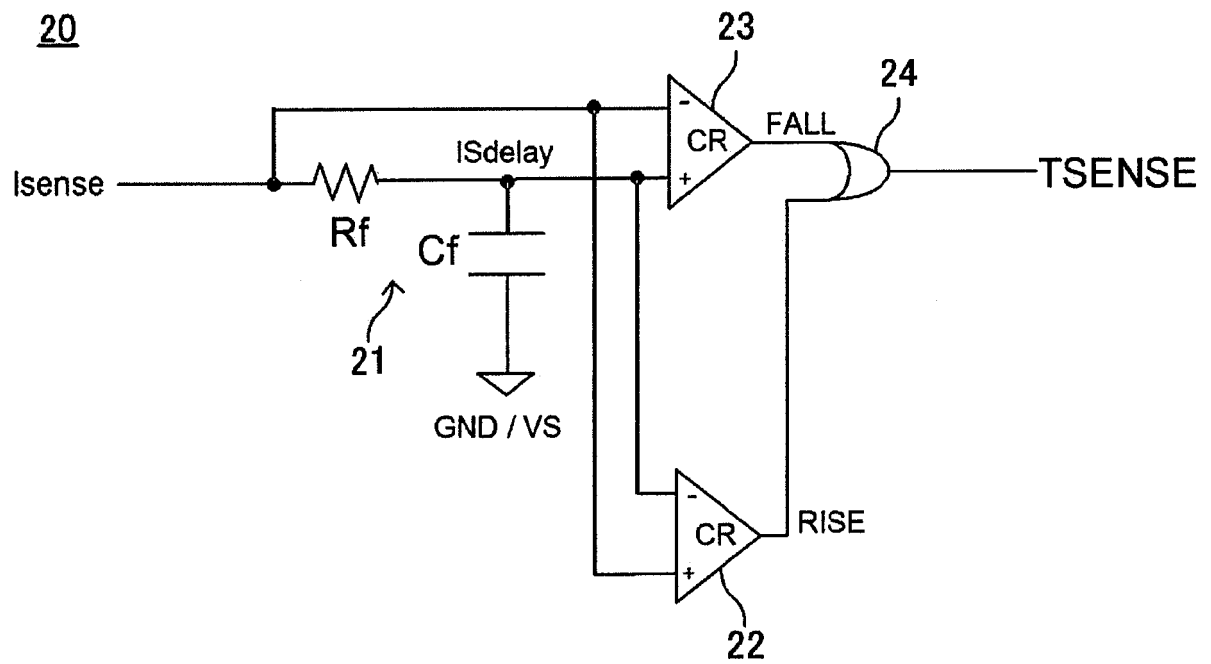 20
23
24
-
CR
+
FALL
ISdelay
Isense
TSENSE
Rf
Cf
21
GND / VS
-
CR
+
RISE
22